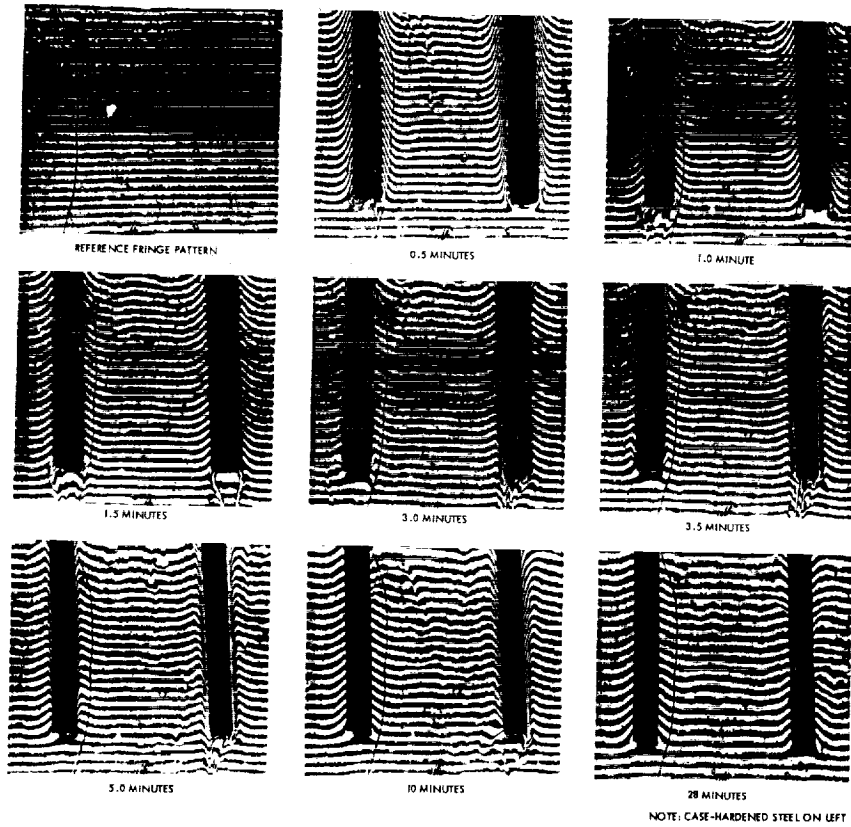 REFERENCE FRINGE PATTERN
0.5 MINUTES
1.0 MINUTE
1.5 MINUTES
3.0 MINUTES
3.5 MINUTES
5.0 MINUTES
10 MINUTES
28 MINUTES
NOTE: CASE-HARDENED STEEL ON LEFT